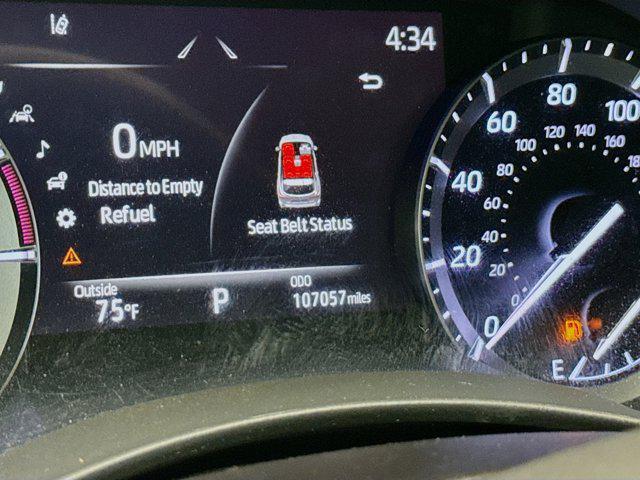 4:34
0 MPH
Distance to Empty
Refuel
Seat Belt Status
Outside
75°F
P
ODO
107057 miles
0
20
40
60
80
100
0
20
40
60
80
100
120
140
160
E